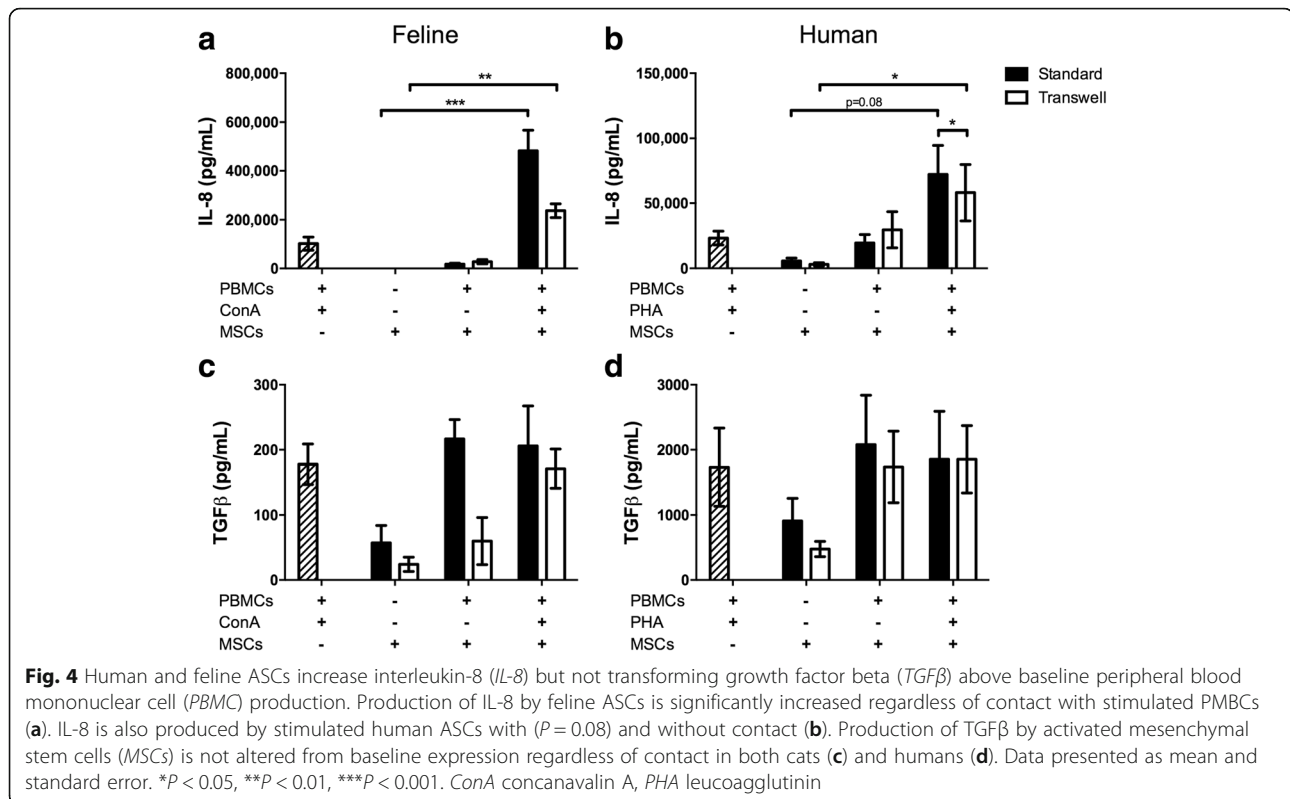 a
Feline
b
Human
Standard
Transwell
800,000
600,000
400,000
200,000
0
IL-8 (pg/mL)
**
***
PBMCs + - + +
ConA + - - +
MSCs - + + +
150,000
100,000
50,000
0
IL-8 (pg/mL)
*
p=0.08
*
PBMCs + - + +
PHA + - - +
MSCs - + + +
c
300
200
100
0
TGFβ (pg/mL)
PBMCs + - + +
ConA + - - +
MSCs - + + +
d
3000
2000
1000
0
TGFβ (pg/mL)
PBMCs + - + +
PHA + - - +
MSCs - + + +
Fig. 4 Human and feline ASCs increase interleukin-8 (IL-8) but not transforming growth factor beta (TGFβ) above baseline peripheral blood
mononuclear cell (PBMC) production. Production of IL-8 by feline ASCs is significantly increased regardless of contact with stimulated PMBCs
(a). IL-8 is also produced by stimulated human ASCs with (P = 0.08) and without contact (b). Production of TGFβ by activated mesenchymal
stem cells (MSCs) is not altered from baseline expression regardless of contact in both cats (c) and humans (d). Data presented as mean and
standard error. *P < 0.05, **P < 0.01, ***P < 0.001. ConA concanavalin A, PHA leucoagglutinin